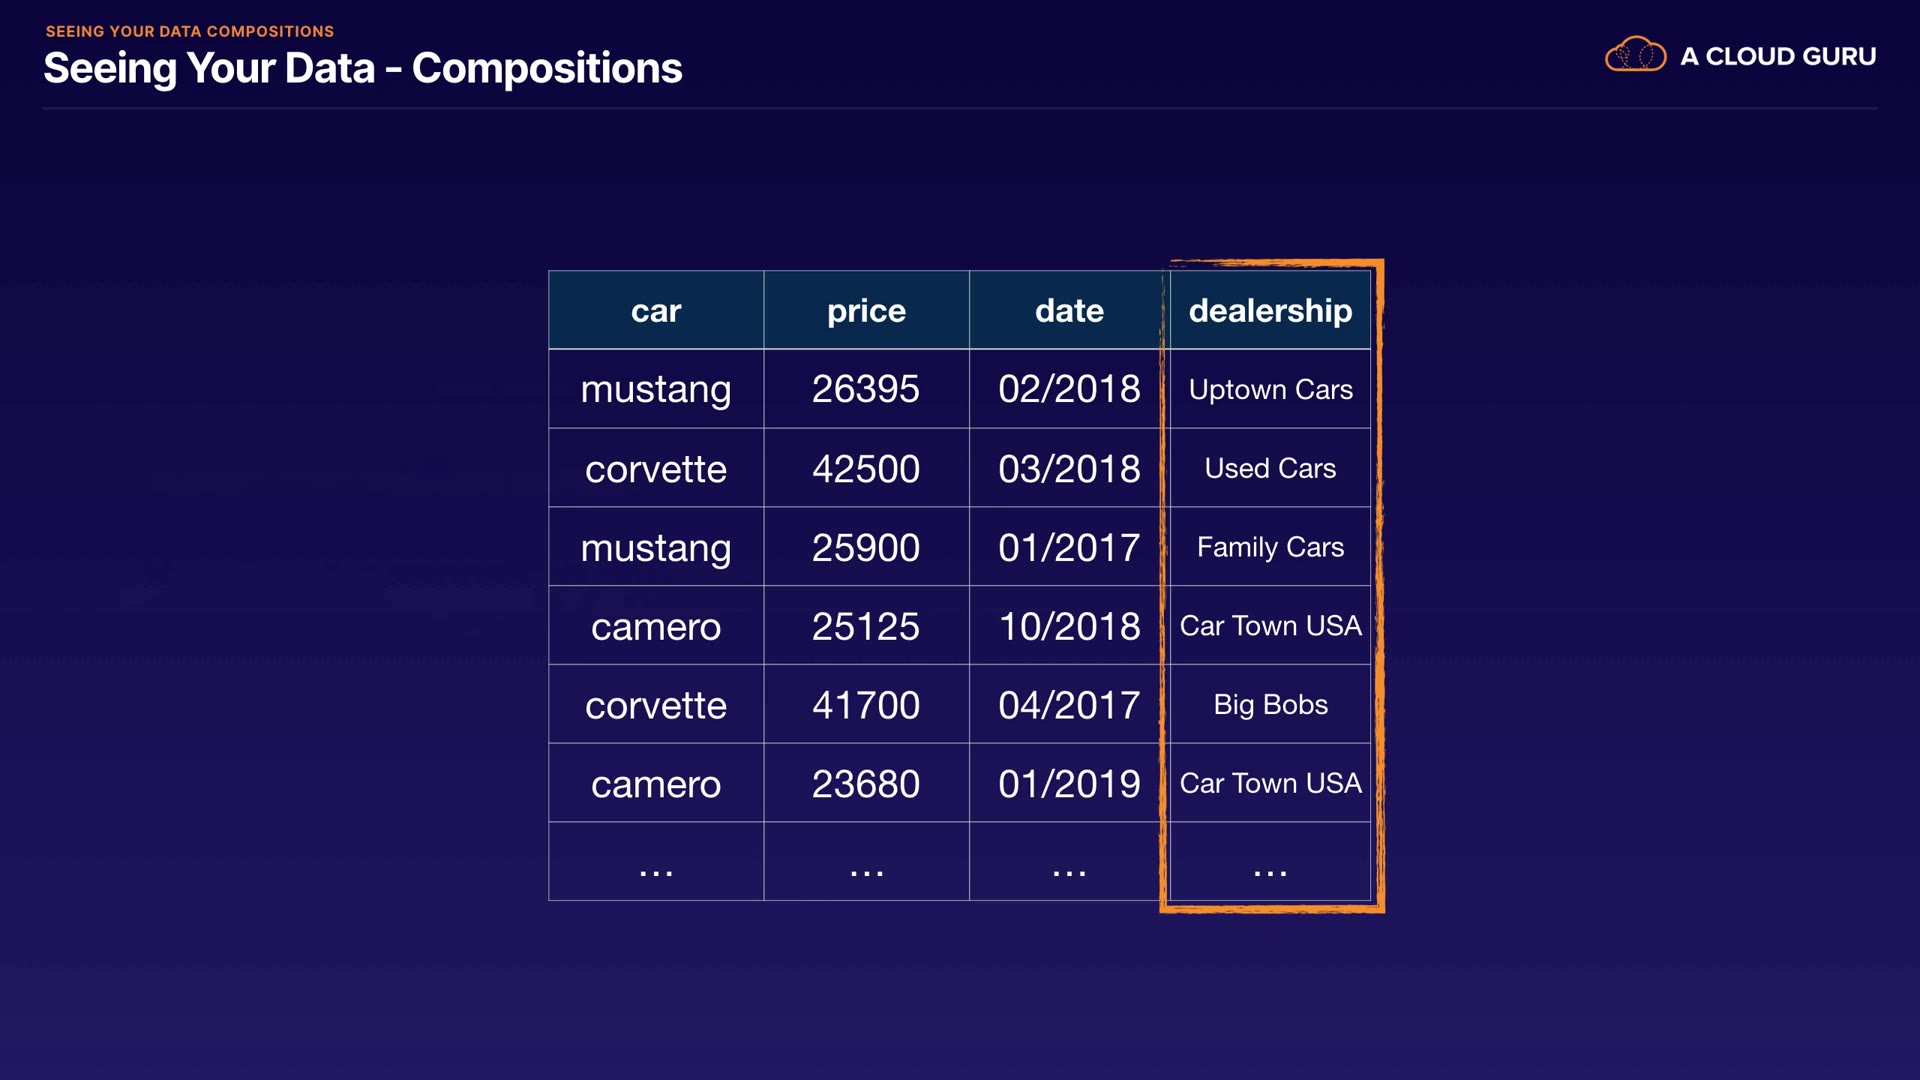 SEEING YOUR DATA COMPOSITIONS
Seeing Your Data - Compositions
A CLOUD GURU
car price date dealership
mustang 26395 02/2018 Uptown Cars
corvette 42500 03/2018 Used Cars
mustang 25900 01/2017 Family Cars
camero 25125 10/2018 Car Town USA
corvette 41700 04/2017 Big Bobs
camero 23680 01/2019 Car Town USA
... ... ... ...